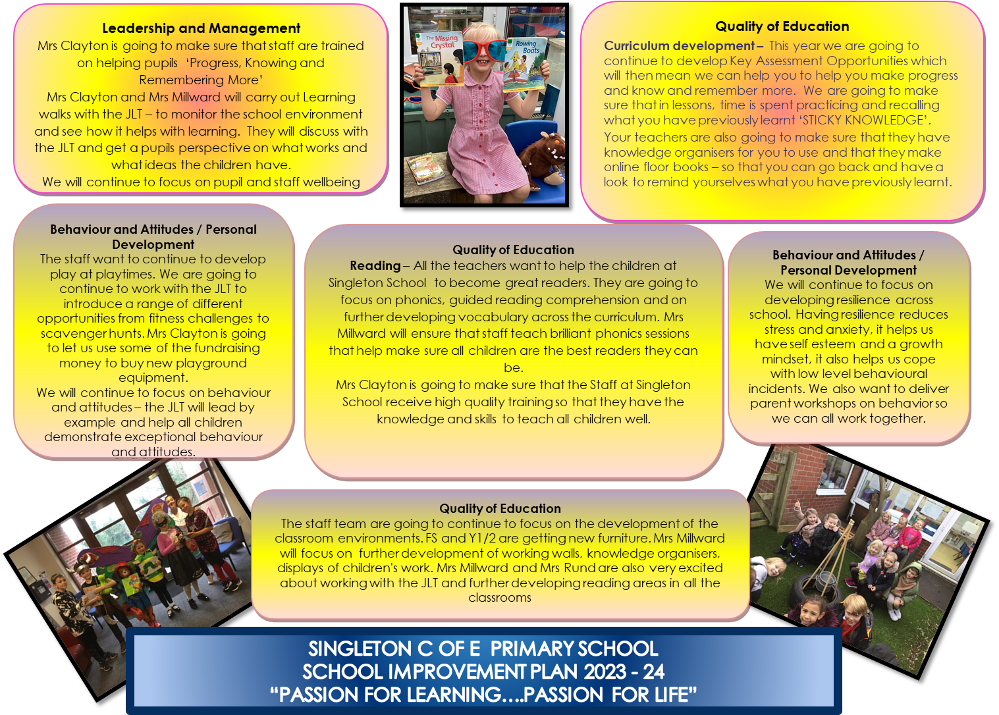 Leadership and Management
Mrs Clayton is going to make sure that staff are trained
on helping pupils 'Progress, Knowing and
Remembering More'
Mrs Clayton and Mrs Millward will carry out Learning
walks with the JLT – to monitor the school environment
and see how it helps with learning. They will discuss with
the JLT and get a pupils perspective on what works and
what ideas the children have.
We will continue to focus on pupil and staff wellbeing
The Missing
Crystal
Rowing
Boats
Quality of Education
Curriculum development – This year we are going to
continue to develop Key Assessment Opportunities which
will then mean we can help you to help you make progress
and know and remember more. We are going to make
sure that in lessons, time is spent practicing and recalling
what you have previously learnt 'STICKY KNOWLEDGE'.
Your teachers are also going to make sure that they have
knowledge organisers for you to use and that they make
online floor books – so that you can go back and have a
look to remind yourselves what you have previously learnt.
Behaviour and Attitudes / Personal
Development
The staff want to continue to develop
play at playtimes. We are going to
continue to work with the JLT to
introduce a range of different
opportunities from fitness challenges to
scavenger hunts. Mrs Clayton is going
to let us use some of the fundraising
money to buy new playground
equipment.
We will continue to focus on behaviour
and attitudes – the JLT will lead by
example and help all children
demonstrate exceptional behaviour
and attitudes.
Quality of Education
Reading – All the teachers want to help the children at
Singleton School to become great readers. They are going to
focus on phonics, guided reading comprehension and on
further developing vocabulary across the curriculum. Mrs
Millward will ensure that staff teach brilliant phonics sessions
that help make sure all children are the best readers they can
be.
Mrs Clayton is going to make sure that the Staff at Singleton
School receive high quality training so that they have the
knowledge and skills to teach all children well.
Behaviour and Attitudes /
Personal Development
We will continue to focus on
developing resilience across
school. Having resilience reduces
stress and anxiety, it helps us
have self esteem and a growth
mindset, it also helps us cope
with low level behavioural
incidents. We also want to deliver
parent workshops on behavior so
we can all work together.
Quality of Education
The staff team are going to continue to focus on the development of the
classroom environments. FS and Y1/2 are getting new furniture. Mrs Millward
will focus on further development of working walls, knowledge organisers,
displays of children's work. Mrs Millward and Mrs Rund are also very excited
about working with the JLT and further developing reading areas in all the
classrooms
SINGLETON C OF E PRIMARY SCHOOL
SCHOOL IMPROVEMENT PLAN 2023 - 24
"PASSION FOR LEARNING….PASSION FOR LIFE"